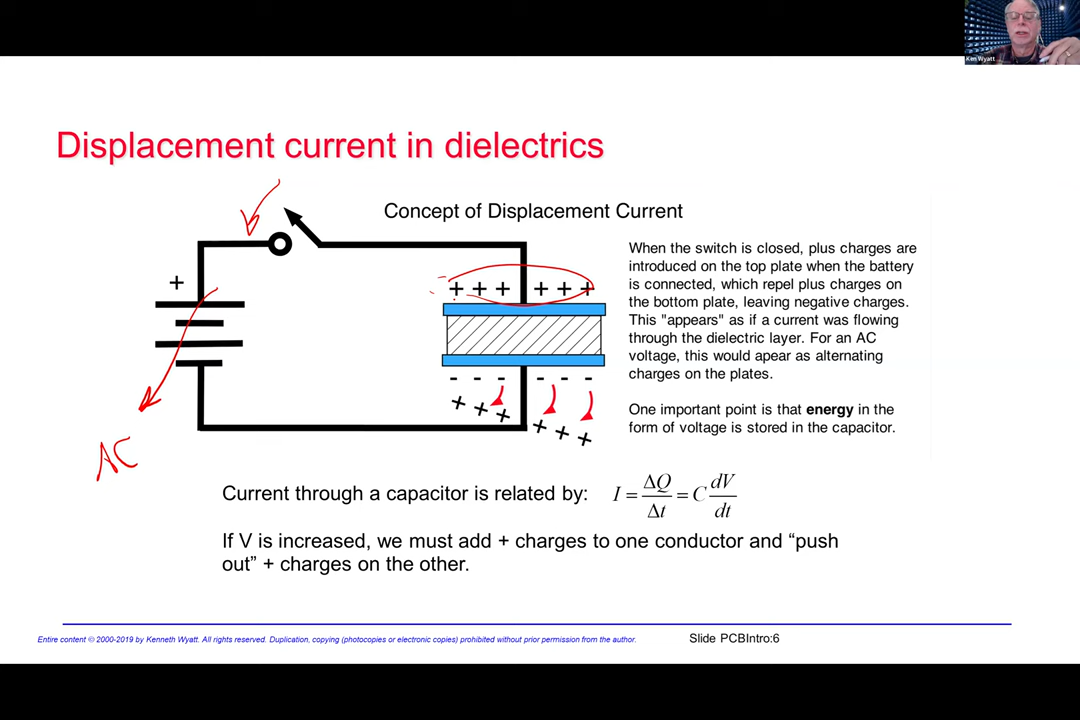 Ken Wyatt
Displacement current in dielectrics
Concept of Displacement Current
When the switch is closed, plus charges are
introduced on the top plate when the battery
is connected, which repel plus charges on
the bottom plate, leaving negative charges.
This "appears" as if a current was flowing
through the dielectric layer. For an AC
voltage, this would apear as alternating
charges on the plates.
One important point is that energy in the
form of voltage is stored in the capacitor.
+
+ + + + + +
- - - - - -
+ + + + + +
AC
Current through a capacitor is related by: I = ΔQ/Δt = C dV/dt
If V is increased, we must add + charges to one conductor and “push
out” + charges on the other.
Entire content © 2000-2019 by Kenneth Wyatt. All rights reserved. Duplication, copying (photocopies or electronic copies) prohibited without prior permission from the author.
Slide PCBIntro:6